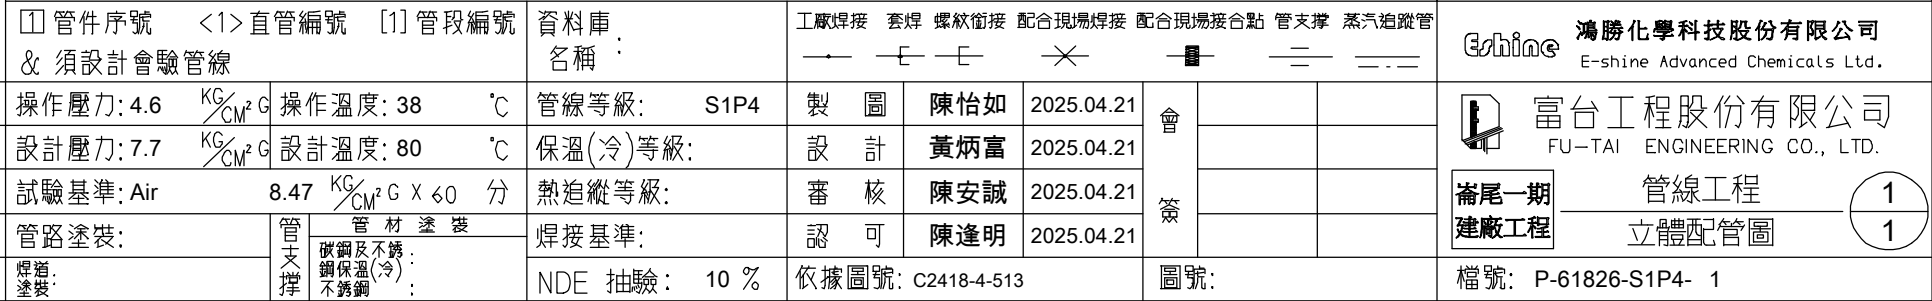 1 管件序號 <1>直管編號 [1]管段編號
& 須設計會驗管線
資料庫
名稱 :
工廠焊接 套焊 螺紋銜接 配合現場焊接 配合現場接合點 管支撐 蒸汽追蹤管
Eshine 鴻勝化學科技股份有限公司
E-shine Advanced Chemicals Ltd.
操作壓力: 4.6 KG/CM² G 操作溫度: 38 °C 管線等級: S1P4
設計壓力: 7.7 KG/CM² G 設計溫度: 80 °C 保溫(冷)等級:
試驗基準: Air 8.47 KG/CM² G X 60 分 熱追縱等級:
管路塗裝:
焊道
塗裝 :
管支撐
管材塗裝
碳鋼及不銹 :
鋼保溫(冷)
不銹鋼 :
焊接基準:
NDE 抽驗: 10 %
製圖 陳怡如 2025.04.21
設計 黃炳富 2025.04.21
審核 陳安誠 2025.04.21
認可 陳逢明 2025.04.21
會簽
依據圖號: C2418-4-513
圖號:
富台工程股份有限公司
FU-TAI ENGINEERING CO., LTD.
崙尾一期
建廠工程
管線工程
立體配管圖
1
1
檔號: P-61826-S1P4- 1